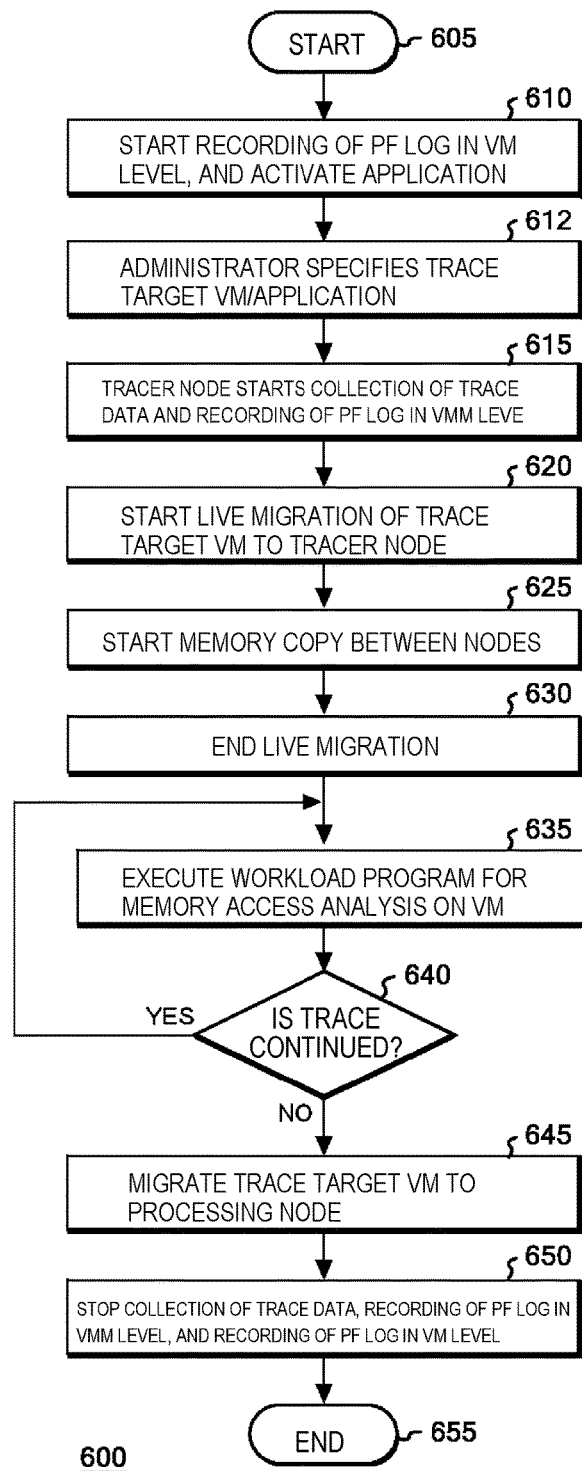 START
605
610
START RECORDING OF PF LOG IN VM
LEVEL, AND ACTIVATE APPLICATION
612
ADMINISTRATOR SPECIFIES TRACE
TARGET VM/APPLICATION
615
TRACER NODE STARTS COLLECTION OF TRACE
DATA AND RECORDING OF PF LOG IN VMM LEVE
620
START LIVE MIGRATION OF TRACE
TARGET VM TO TRACER NODE
625
START MEMORY COPY BETWEEN NODES
630
END LIVE MIGRATION
635
EXECUTE WORKLOAD PROGRAM FOR
MEMORY ACCESS ANALYSIS ON VM
640
YES
IS TRACE
CONTINUED?
NO
645
MIGRATE TRACE TARGET VM TO
PROCESSING NODE
650
STOP COLLECTION OF TRACE DATA, RECORDING OF PF LOG IN
VMM LEVEL, AND RECORDING OF PF LOG IN VM LEVEL
END
655
600